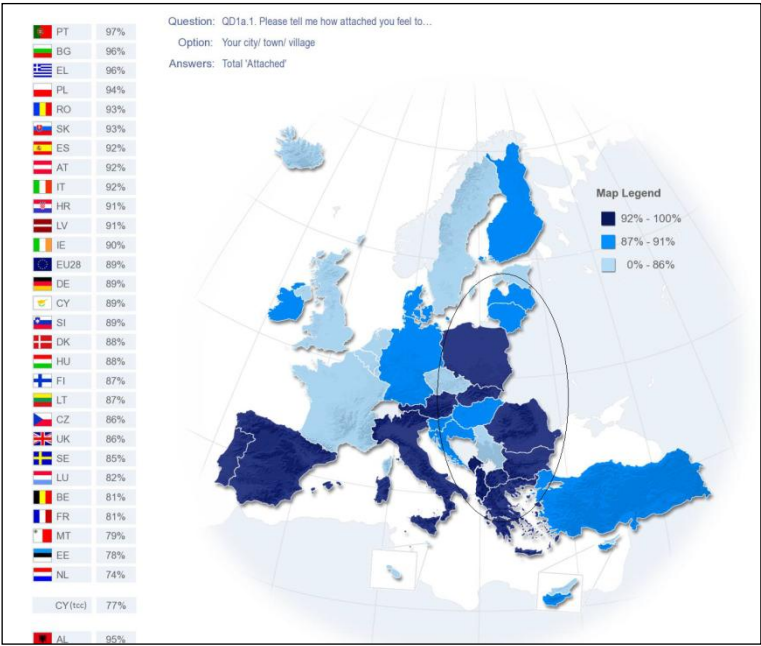 Question: QD1a.1. Please tell me how attached you feel to…
Option: Your city/ town/ village
Answers: Total 'Attached'
PT 97%
BG 96%
EL 96%
PL 94%
RO 93%
SK 93%
ES 92%
AT 92%
IT 92%
HR 91%
LV 91%
IE 90%
EU28 89%
DE 89%
CY 89%
SI 89%
DK 88%
HU 88%
FI 87%
LT 87%
CZ 86%
UK 86%
SE 85%
LU 82%
BE 81%
FR 81%
MT 79%
EE 78%
NL 74%
CY(tcc) 77%
AL 95%
Map Legend
92% - 100%
87% - 91%
0% - 86%